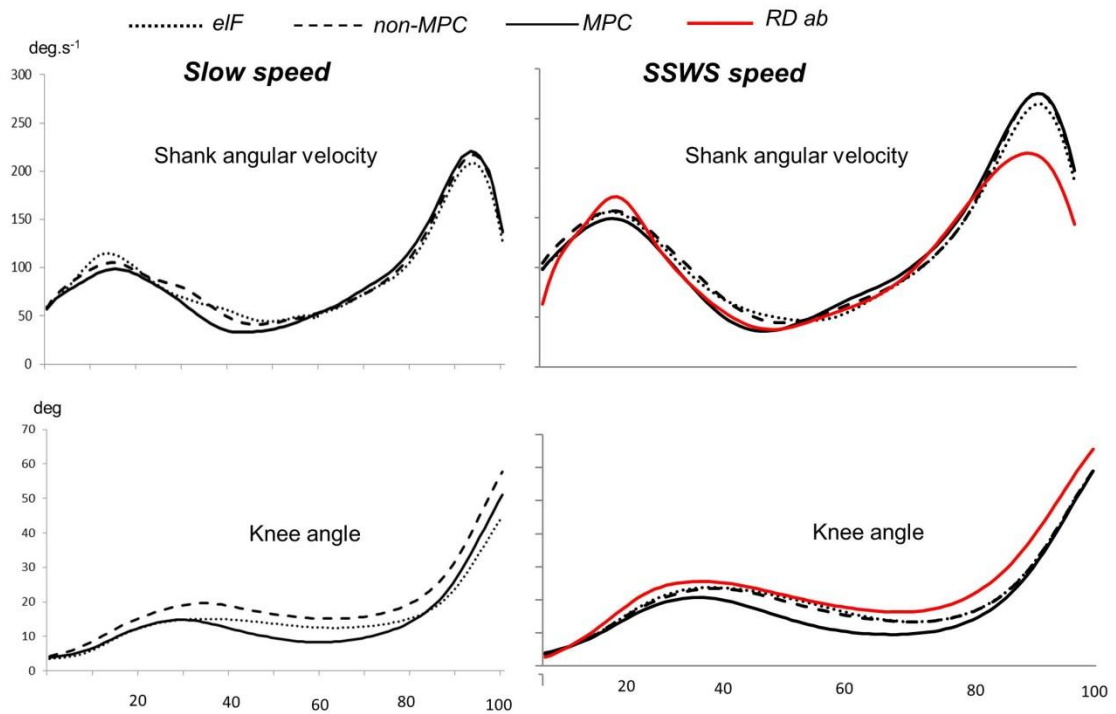 eIF non-MPC MPC RD ab
deg.s-1
Slow speed SSWS speed
300
250
200
150
100
50
0
Shank angular velocity Shank angular velocity
deg
70
60
50
40
30
20
10
0
Knee angle Knee angle
20 40 60 80 100 20 40 60 80 100